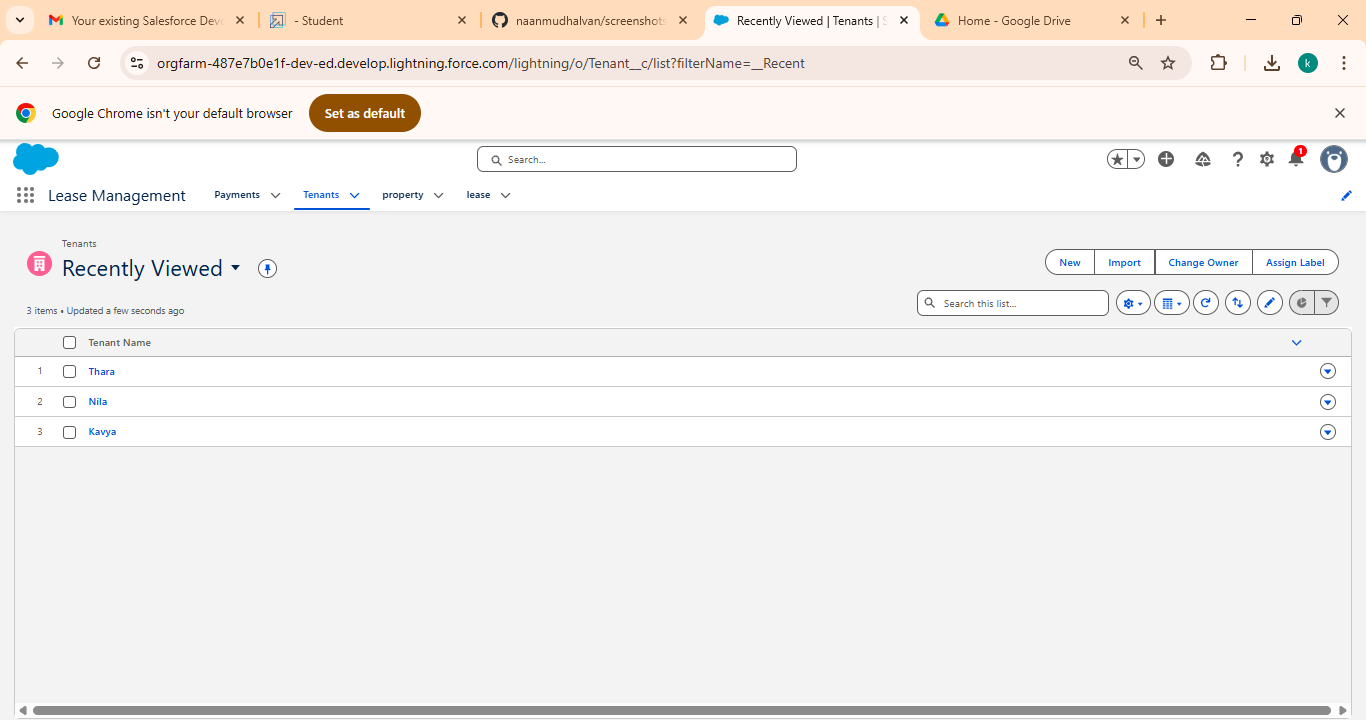 Your existing Salesforce Dev
- Student
naanmudhalvan/screenshots
Recently Viewed | Tenants | S
Home - Google Drive
orgfarm-487e7b0e1f-dev-ed.develop.lightning.force.com/lightning/o/Tenant__c/list?filterName=__Recent
k
Google Chrome isn't your default browser
Set as default
Search...
1
Lease Management
Payments
Tenants
property
lease
Tenants
Recently Viewed
New
Import
Change Owner
Assign Label
3 items • Updated a few seconds ago
Search this list...
Tenant Name
1 Thara
2 Nila
3 Kavya